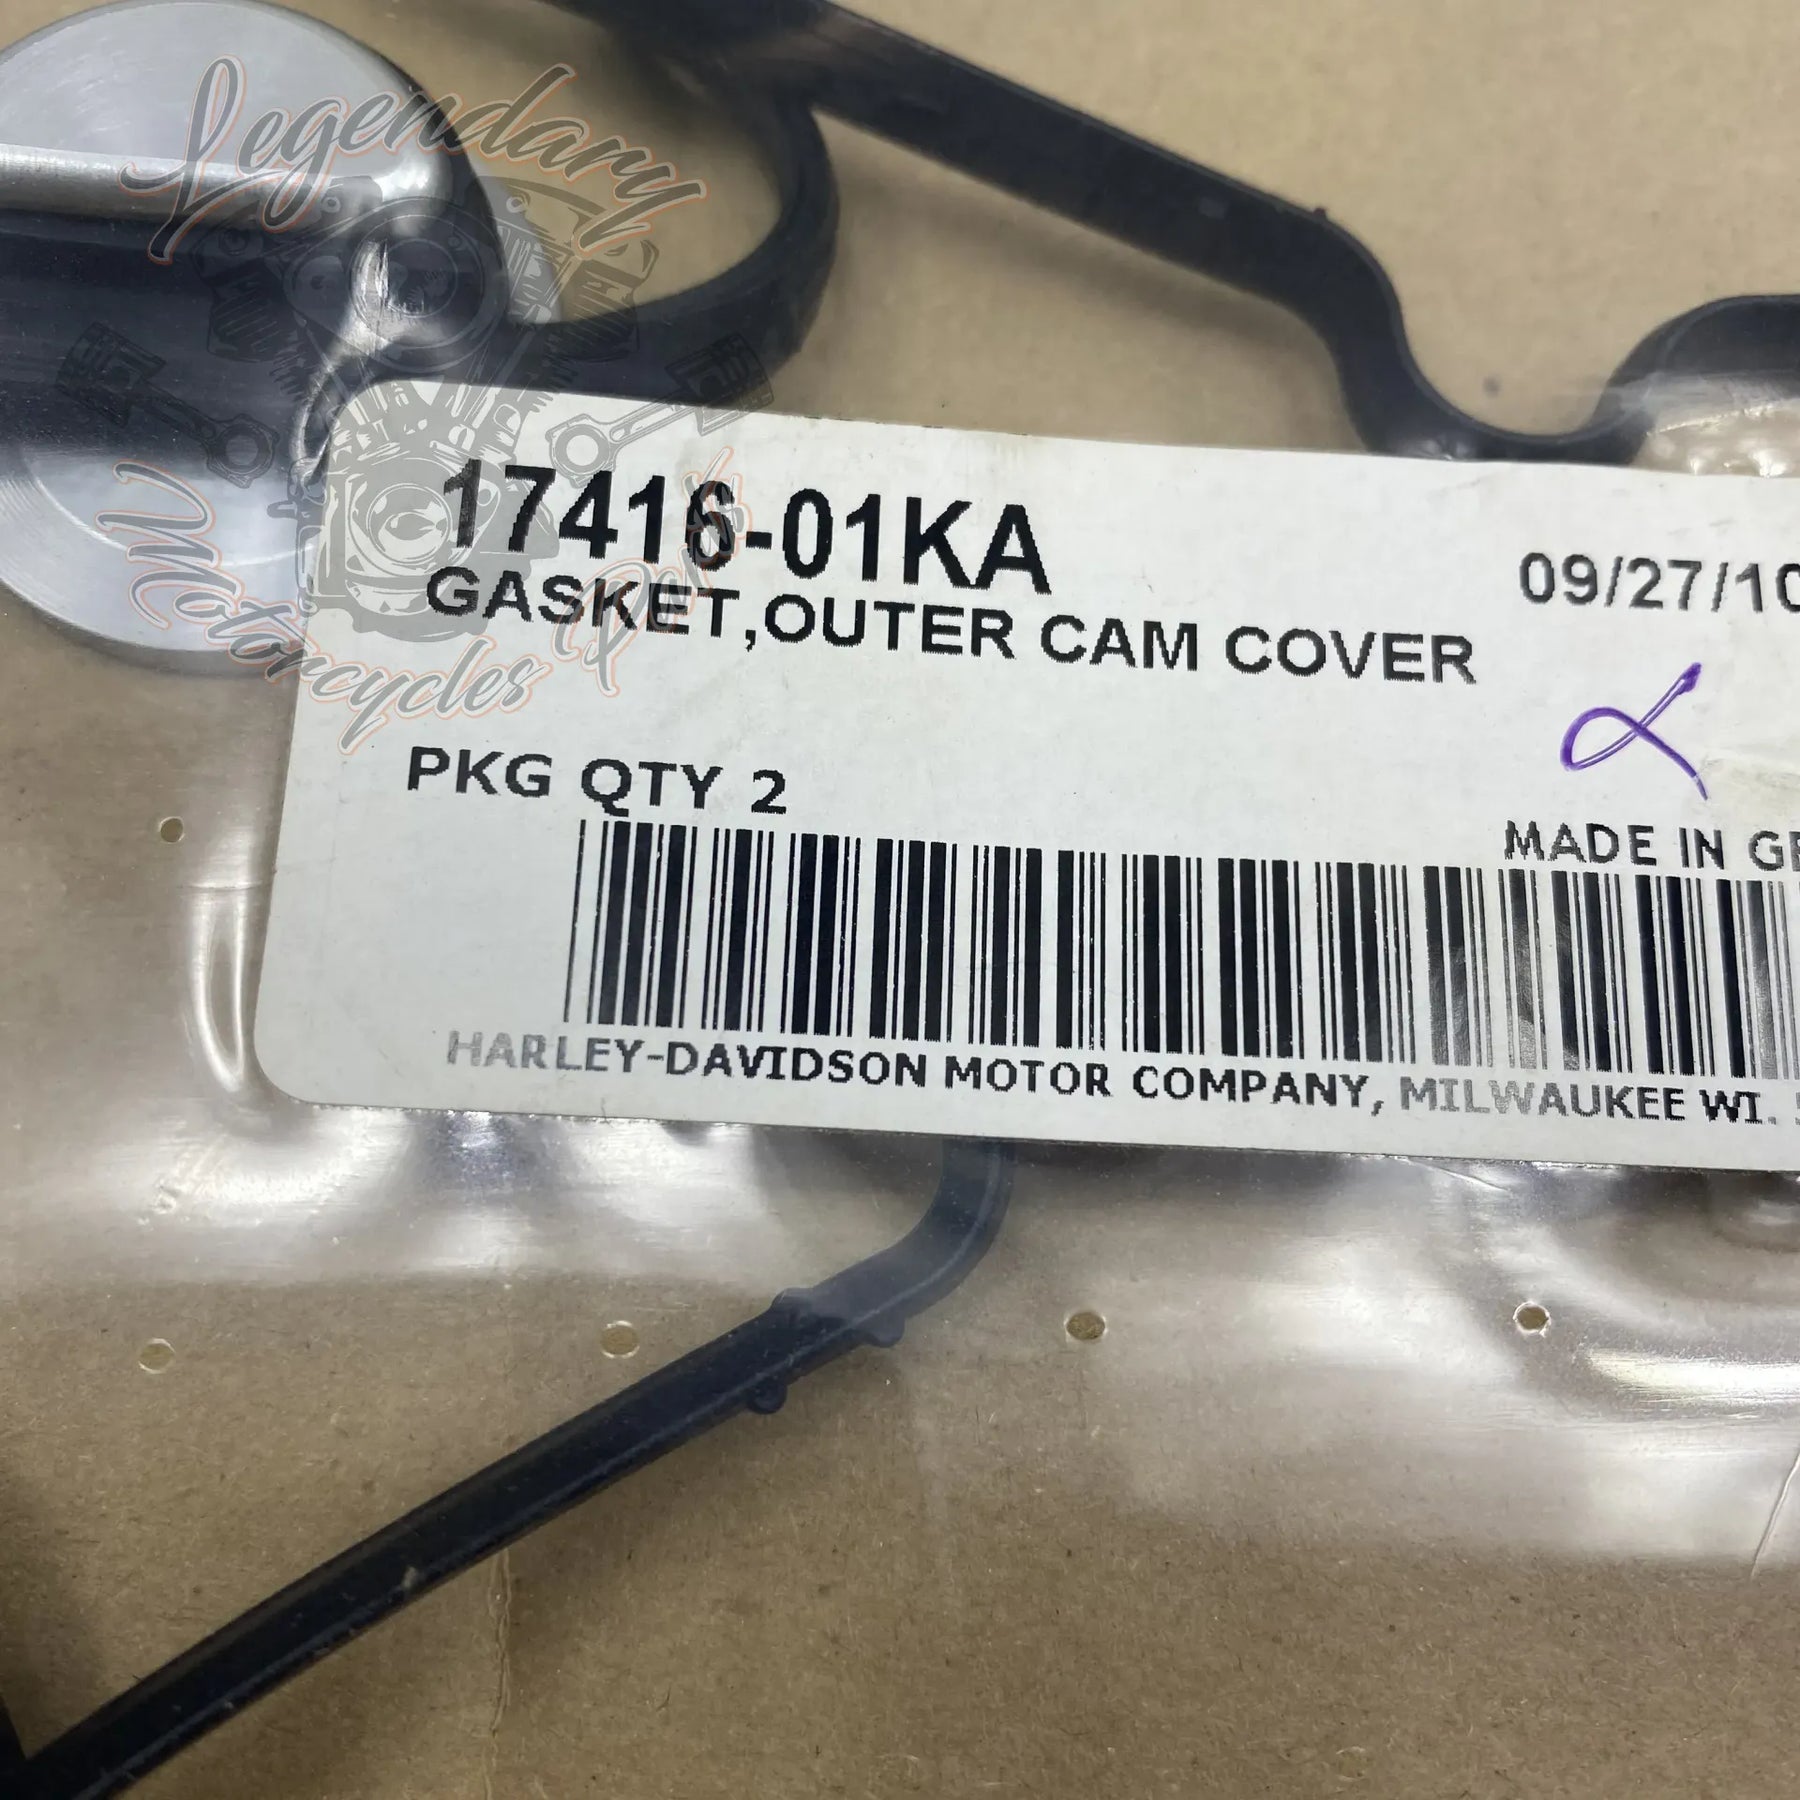 Legendary
Motorcycles Parts
17416-01KA
GASKET,OUTER CAM COVER
09/27/10
PKG QTY 2
MADE IN
HARLEY-DAVIDSON MOTOR COMPANY, MILWAUKEE WI.